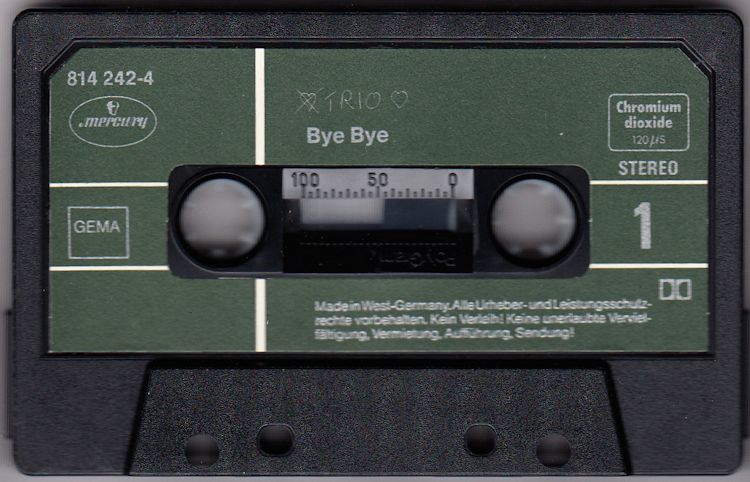 814 242-4
mercury
TRIO
Bye Bye
Chromium
dioxide
120 µS
STEREO
100 50 0
GEMA
1
PolyGram
Made in West-Germany. Alle Urheber- und Leistungsschutz-
rechte vorbehalten. Kein Verleih! Keine unerlaubte Verviel-
fältigung, Vermietung, Aufführung, Sendung!